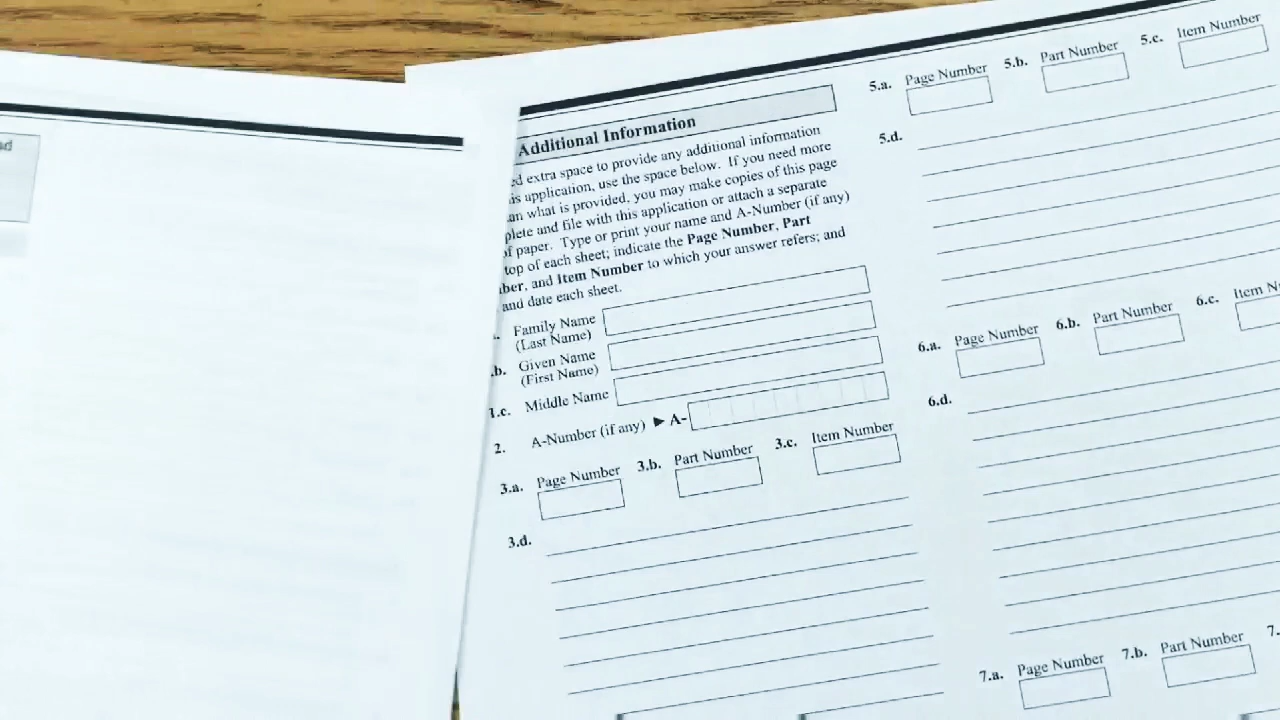 Additional Information
extra space to provide any additional information
application, use the space below. If you need more
what is provided, you may make copies of this page
and file with this application or attach a separate
paper. Type or print your name and A-Number (if any)
top of each sheet; indicate the Page Number, Part
and Item Number to which your answer refers; and
and date each sheet.
Family Name
(Last Name)
Given Name
(First Name)
1.c. Middle Name
2. A-Number (if any) ► A-
3.a. Page Number 3.b. Part Number 3.c. Item Number
3.d.
5.a. Page Number 5.b. Part Number 5.c. Item Number
5.d.
6.a. Page Number 6.b. Part Number 6.c. Item
6.d.
7.a. Page Number 7.b. Part Number